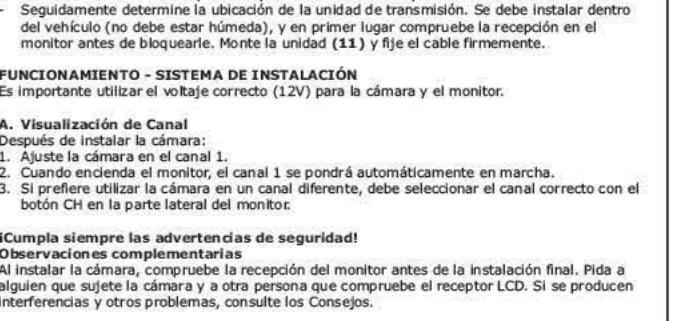 - Seguidamente determine la ubicación de la unidad de transmisión. Se debe instalar dentro
del vehículo (no debe estar húmeda), y en primer lugar compruebe la recepción en el
monitor antes de bloquearle. Monte la unidad (11) y fije el cable firmemente.
FUNCIONAMIENTO - SISTEMA DE INSTALACIÓN
Es importante utilizar el voltaje correcto (12V) para la cámara y el monitor.
A. Visualización de Canal
Después de instalar la cámara:
1. Ajuste la cámara en el canal 1.
2. Cuando encienda el monitor, el canal 1 se pondrá automáticamente en marcha.
3. Si prefiere utilizar la cámara en un canal diferente, debe seleccionar el canal correcto con el
botón CH en la parte lateral del monitor.
¡Cumpla siempre las advertencias de seguridad!
Observaciones complementarias
Al instalar la cámara, compruebe la recepción del monitor antes de la instalación final. Pida a
alguien que sujete la cámara y a otra persona que compruebe el receptor LCD. Si se producen
interferencias y otros problemas, consulte los Consejos.